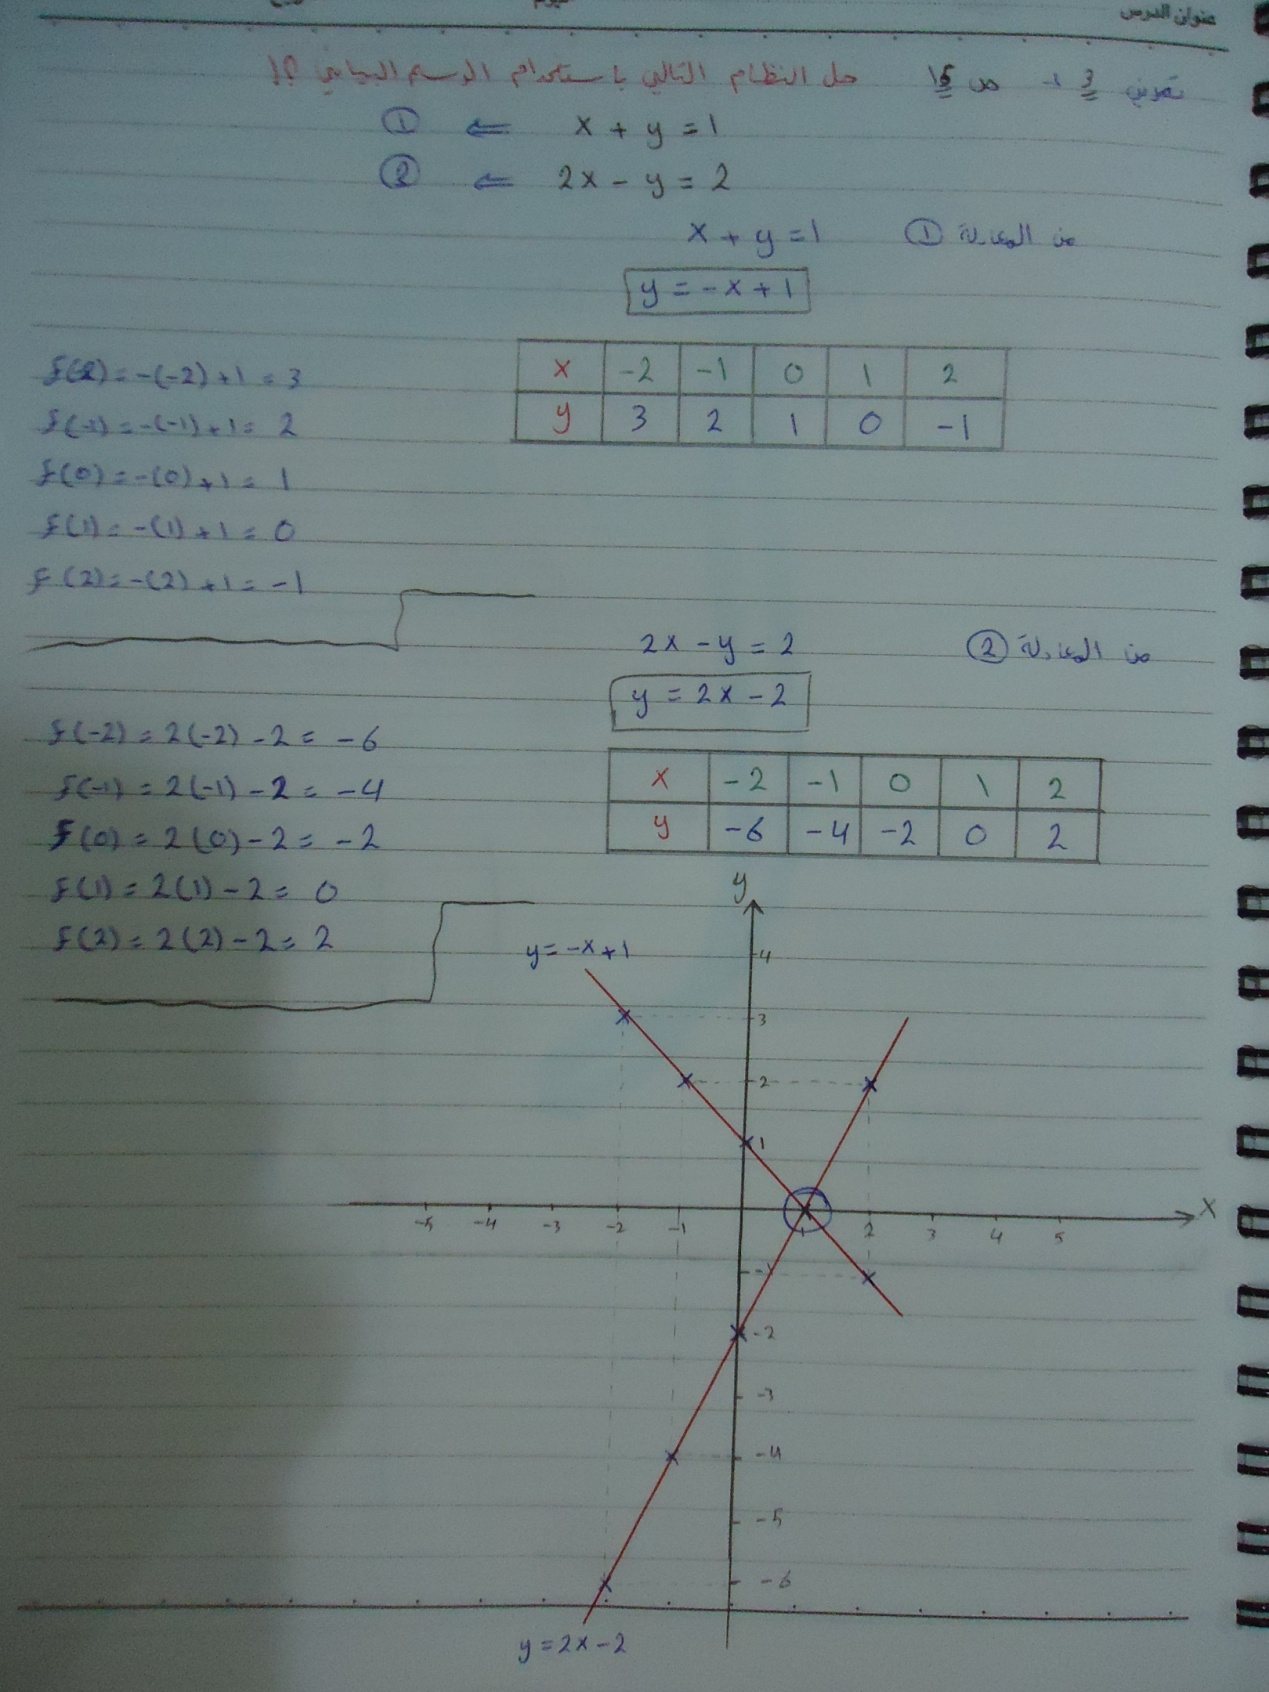 عنوان الدرس
تمرين 3 + ص 15 حل النظام التالي باستخدام الرسم البياني ؟!
x + y = 1 ⇐ ①
2x - y = 2 ⇐ ②
من المعادلة ① x + y = 1
y = -x + 1
x -2 -1 0 1 2
y 3 2 1 0 -1
f(-2) = -(-2) + 1 = 3
f(-1) = -(-1) + 1 = 2
f(0) = -(0) + 1 = 1
f(1) = -(1) + 1 = 0
f(2) = -(2) + 1 = -1
من المعادلة ② 2x - y = 2
y = 2x - 2
x -2 -1 0 1 2
y -6 -4 -2 0 2
f(-2) = 2(-2) - 2 = -6
f(-1) = 2(-1) - 2 = -4
f(0) = 2(0) - 2 = -2
f(1) = 2(1) - 2 = 0
f(2) = 2(2) - 2 = 2
y
y = -x + 1
4
3
2
1
-5 -4 -3 -2 -1 1 2 3 4 5 X
-1
-2
-3
-4
-5
-6
y = 2x - 2